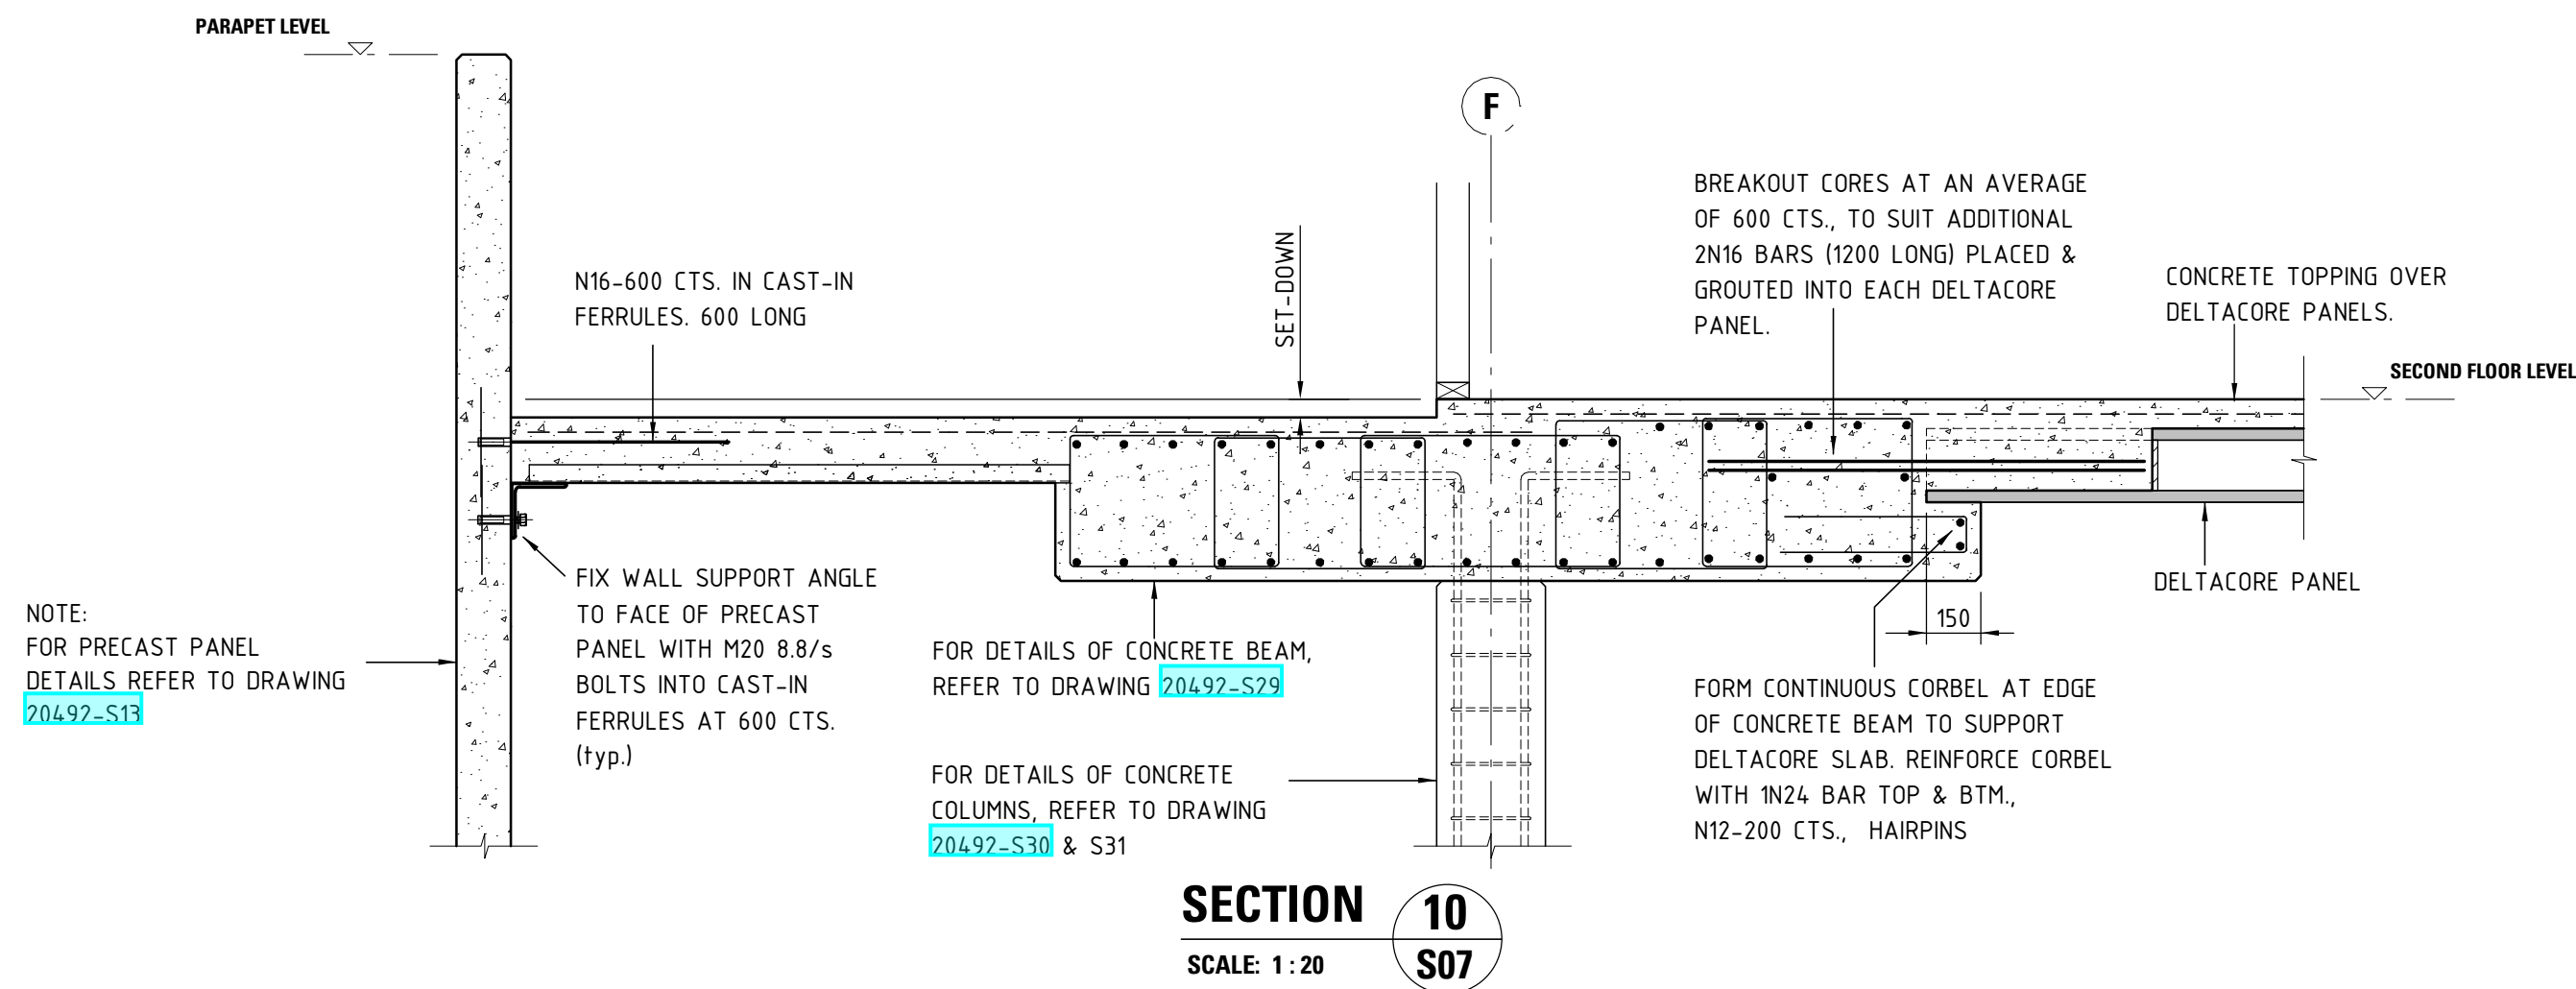 PARAPET LEVEL
F
N16-600 CTS. IN CAST-IN
FERRULES. 600 LONG
SET-DOWN
BREAKOUT CORES AT AN AVERAGE
OF 600 CTS., TO SUIT ADDITIONAL
2N16 BARS (1200 LONG) PLACED &
GROUTED INTO EACH DELTACORE
PANEL.
CONCRETE TOPPING OVER
DELTACORE PANELS.
SECOND FLOOR LEVEL
NOTE:
FOR PRECAST PANEL
DETAILS REFER TO DRAWING
20492-S13
FIX WALL SUPPORT ANGLE
TO FACE OF PRECAST
PANEL WITH M20 8.8/s
BOLTS INTO CAST-IN
FERRULES AT 600 CTS.
(typ.)
FOR DETAILS OF CONCRETE BEAM,
REFER TO DRAWING 20492-S29
FOR DETAILS OF CONCRETE
COLUMNS, REFER TO DRAWING
20492-S30 & S31
150
DELTACORE PANEL
FORM CONTINUOUS CORBEL AT EDGE
OF CONCRETE BEAM TO SUPPORT
DELTACORE SLAB. REINFORCE CORBEL
WITH 1N24 BAR TOP & BTM.,
N12-200 CTS., HAIRPINS
SECTION
10
SCALE: 1 : 20
S07